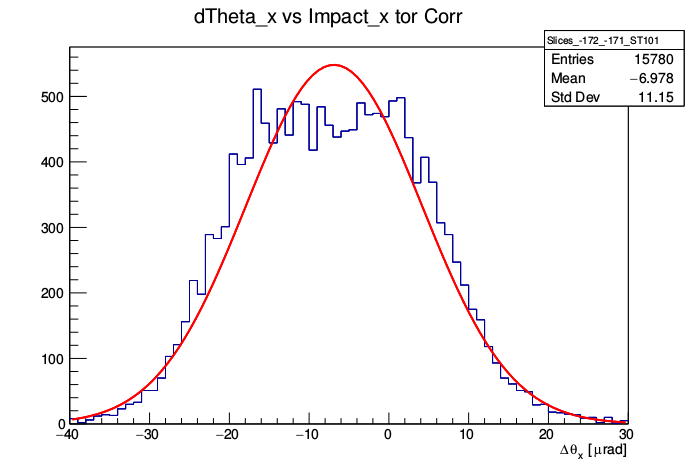 dTheta_x vs Impact_x tor Corr
Slices_-172_-171_ST101
Entries 15780
Mean −6.978
Std Dev 11.15
500
400
300
200
100
0
−40 −30 −20 −10 0 10 20 30
Δθx [μrad]